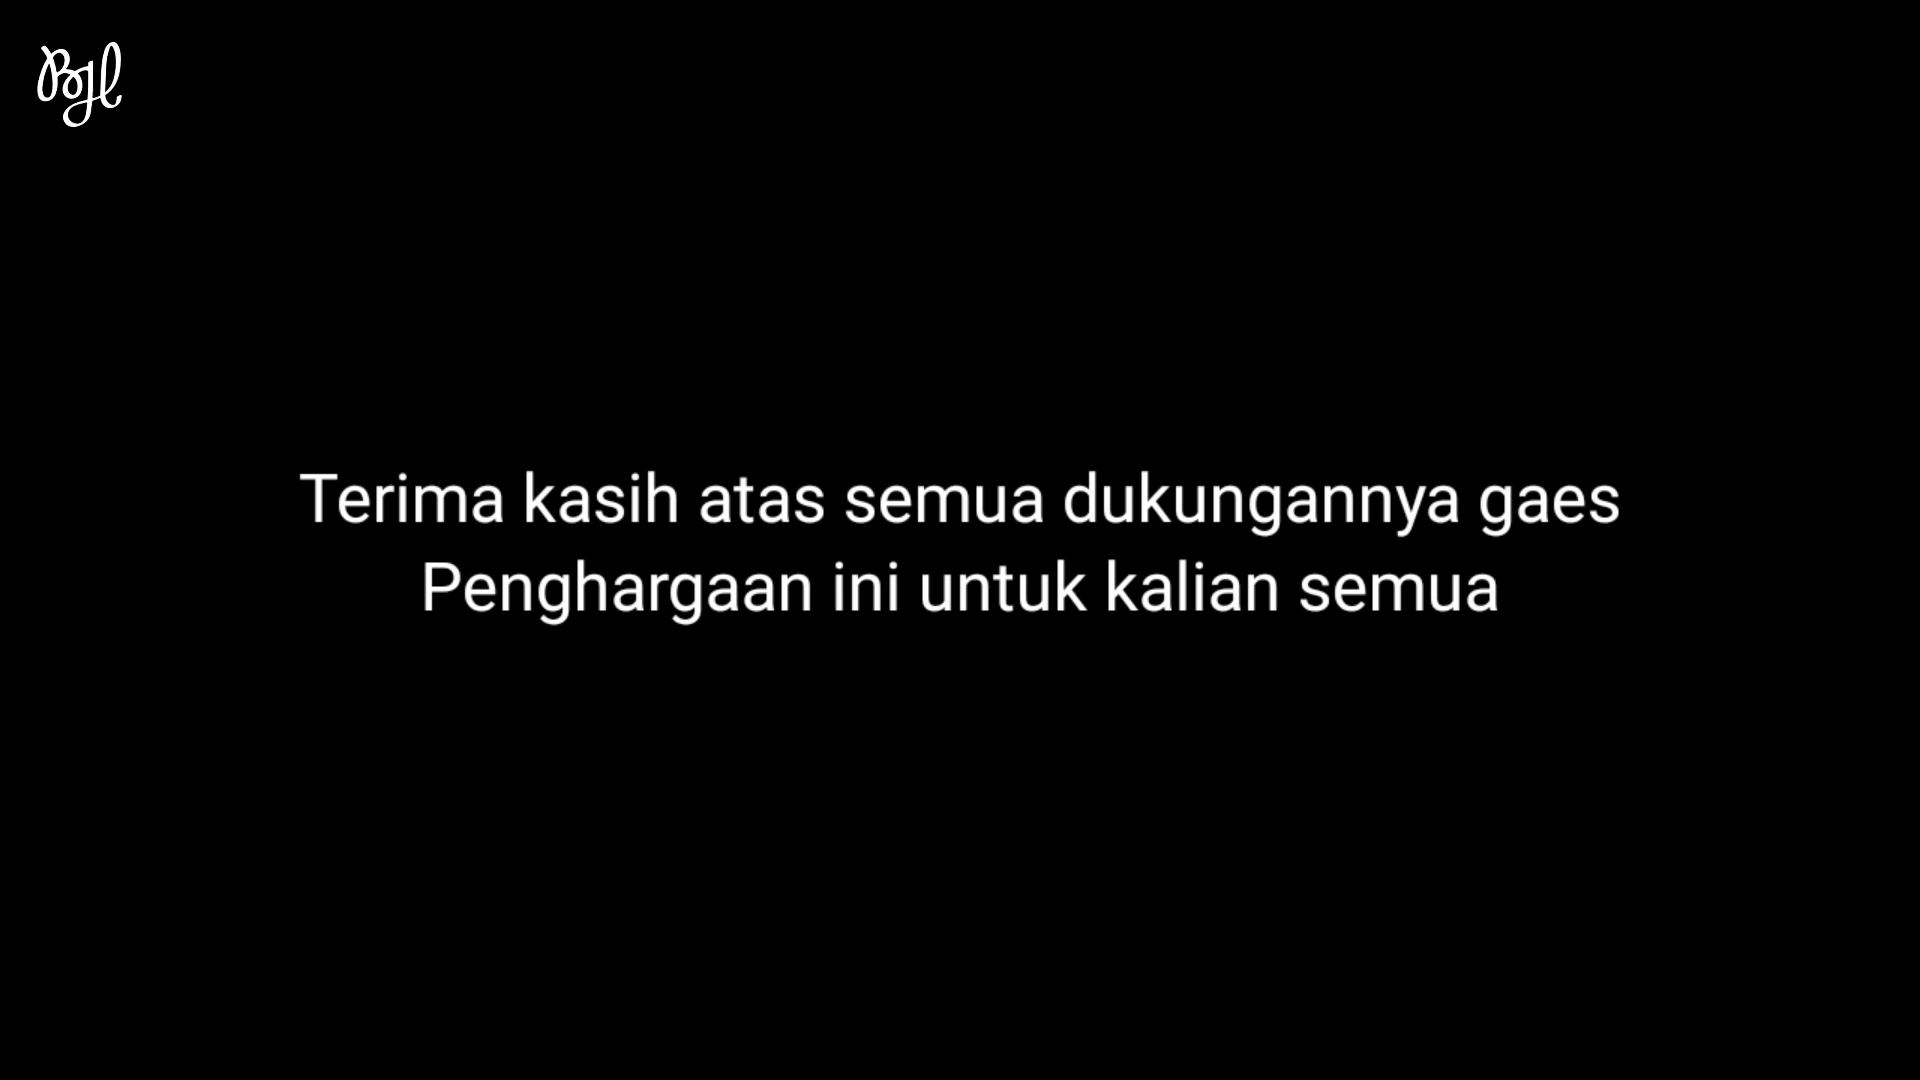 Terima kasih atas semua dukungannya gaes
Penghargaan ini untuk kalian semua